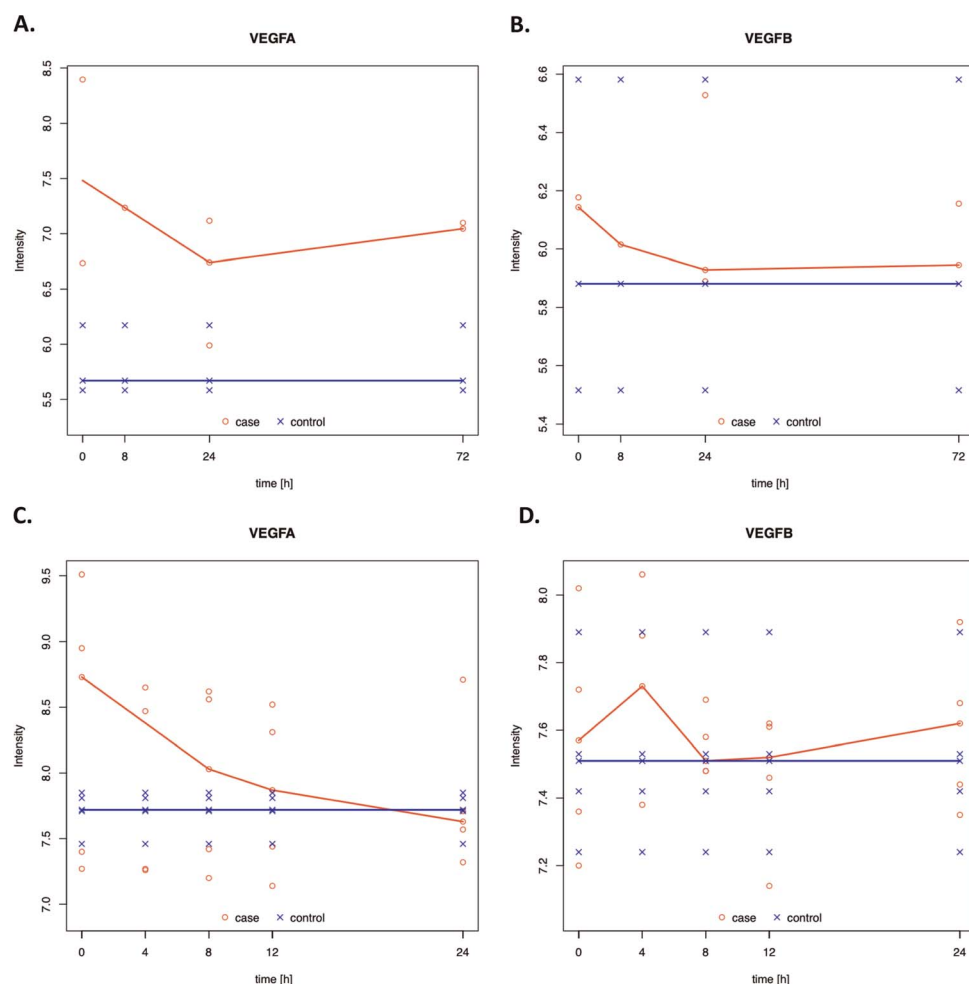 A.
VEGFA
Intensity
8.5
8.0
7.5
7.0
6.5
6.0
5.5
case control
0 8 24 72
time [h]
B.
VEGFB
Intensity
6.6
6.4
6.2
6.0
5.8
5.6
5.4
case control
0 8 24 72
time [h]
C.
VEGFA
Intensity
9.5
9.0
8.5
8.0
7.5
7.0
case control
0 4 8 12 24
time [h]
D.
VEGFB
Intensity
8.0
7.8
7.6
7.4
7.2
case control
0 4 8 12 24
time [h]